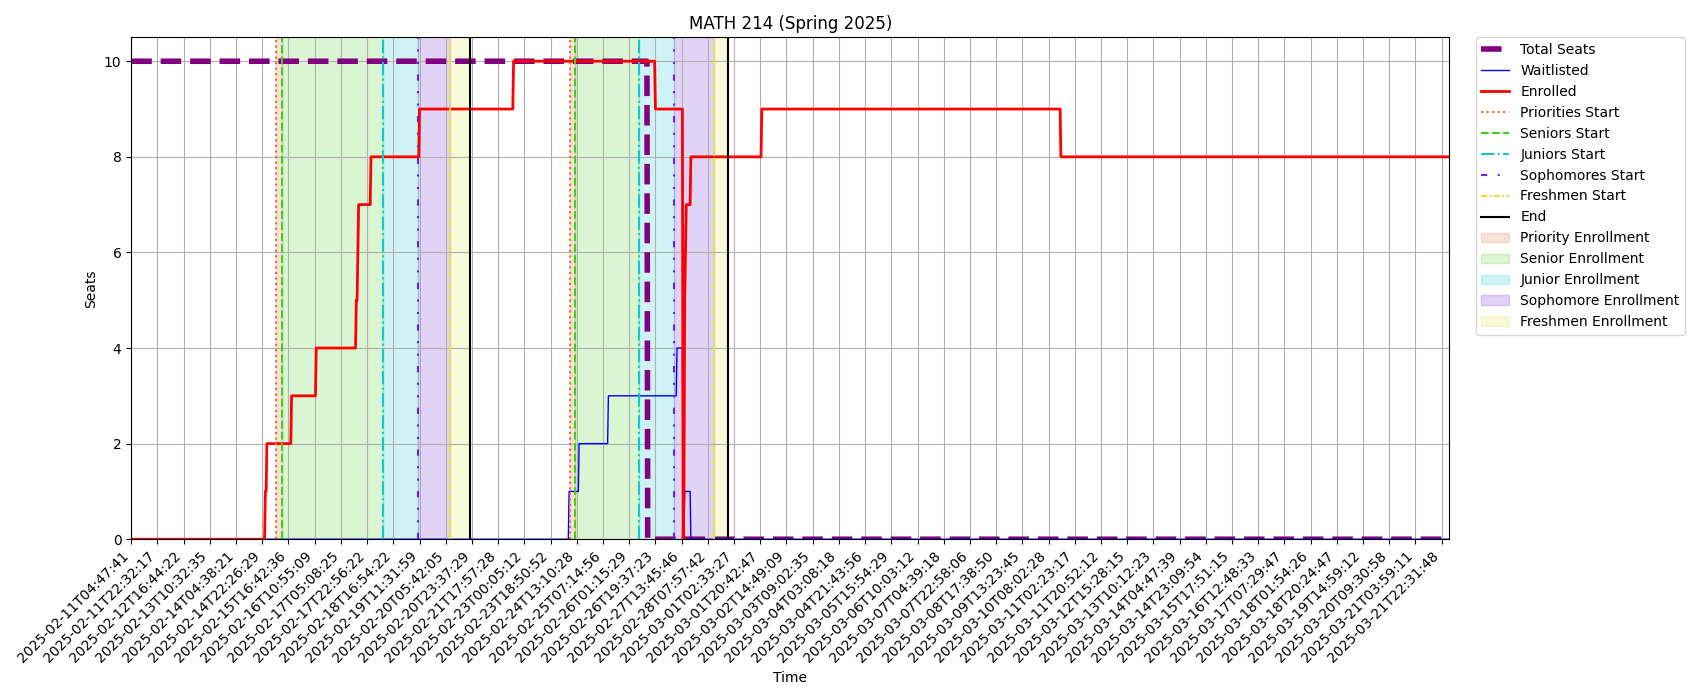 MATH 214 (Spring 2025)
Total Seats
Waitlisted
Enrolled
Priorities Start
Seniors Start
Juniors Start
Sophomores Start
Freshmen Start
End
Priority Enrollment
Senior Enrollment
Junior Enrollment
Sophomore Enrollment
Freshmen Enrollment
Seats
10
8
6
4
2
0
2025-02-11T04:47:41
2025-02-11T22:32:17
2025-02-12T16:44:22
2025-02-13T10:32:35
2025-02-14T04:38:21
2025-02-14T22:26:29
2025-02-15T16:42:36
2025-02-16T10:55:09
2025-02-17T05:08:25
2025-02-17T22:56:22
2025-02-18T16:54:22
2025-02-19T11:31:59
2025-02-20T05:42:05
2025-02-20T23:37:29
2025-02-21T17:57:28
2025-02-23T00:05:12
2025-02-23T18:50:52
2025-02-24T13:10:28
2025-02-25T07:14:56
2025-02-26T01:15:29
2025-02-26T19:37:23
2025-02-27T13:45:46
2025-02-28T07:57:42
2025-03-01T02:33:27
2025-03-01T20:42:47
2025-03-02T14:49:09
2025-03-03T09:02:35
2025-03-04T03:08:18
2025-03-04T21:43:56
2025-03-05T15:54:29
2025-03-06T10:03:12
2025-03-07T04:39:18
2025-03-07T22:58:06
2025-03-08T17:38:50
2025-03-09T13:23:45
2025-03-10T08:02:28
2025-03-11T02:23:17
2025-03-11T20:52:12
2025-03-12T15:28:15
2025-03-13T10:12:23
2025-03-14T04:47:39
2025-03-14T23:09:54
2025-03-15T17:51:15
2025-03-16T12:48:33
2025-03-17T07:29:47
2025-03-18T01:54:26
2025-03-18T20:24:47
2025-03-19T14:59:12
2025-03-20T09:30:58
2025-03-21T03:59:11
2025-03-21T22:31:48
Time